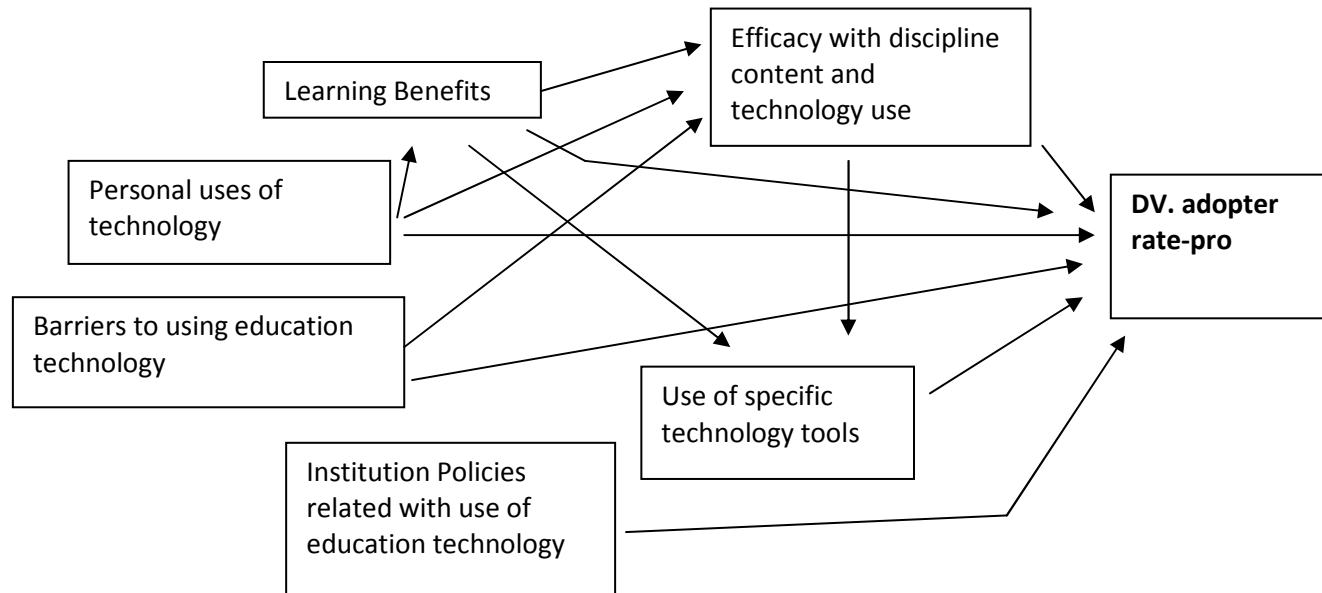 Efficacy with discipline
content and
technology use
Learning Benefits
Personal uses of
technology
DV. adopter
rate-pro
Barriers to using education
technology
Use of specific
technology tools
Institution Policies
related with use of
education technology